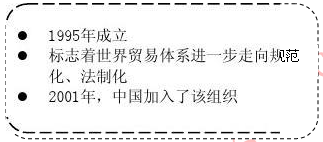 ● 1995年成立
● 标志着世界贸易体系进一步走向规范
化、法制化
● 2001年，中国加入了该组织